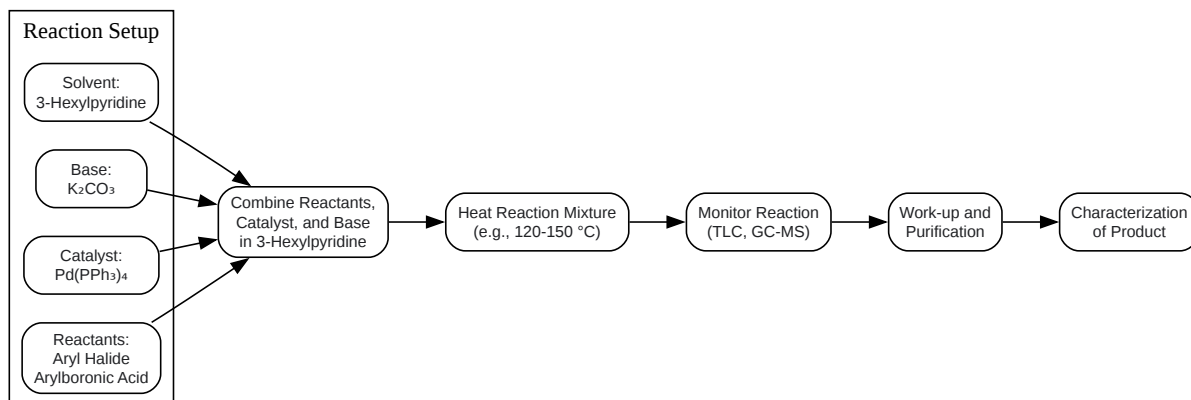 Reaction Setup
Solvent:
3-Hexylpyridine
Base:
K₂CO₃
Catalyst:
Pd(PPh₃)₄
Reactants:
Aryl Halide
Arylboronic Acid
Combine Reactants,
Catalyst, and Base
in 3-Hexylpyridine
Heat Reaction Mixture
(e.g., 120-150 °C)
Monitor Reaction
(TLC, GC-MS)
Work-up and
Purification
Characterization
of Product